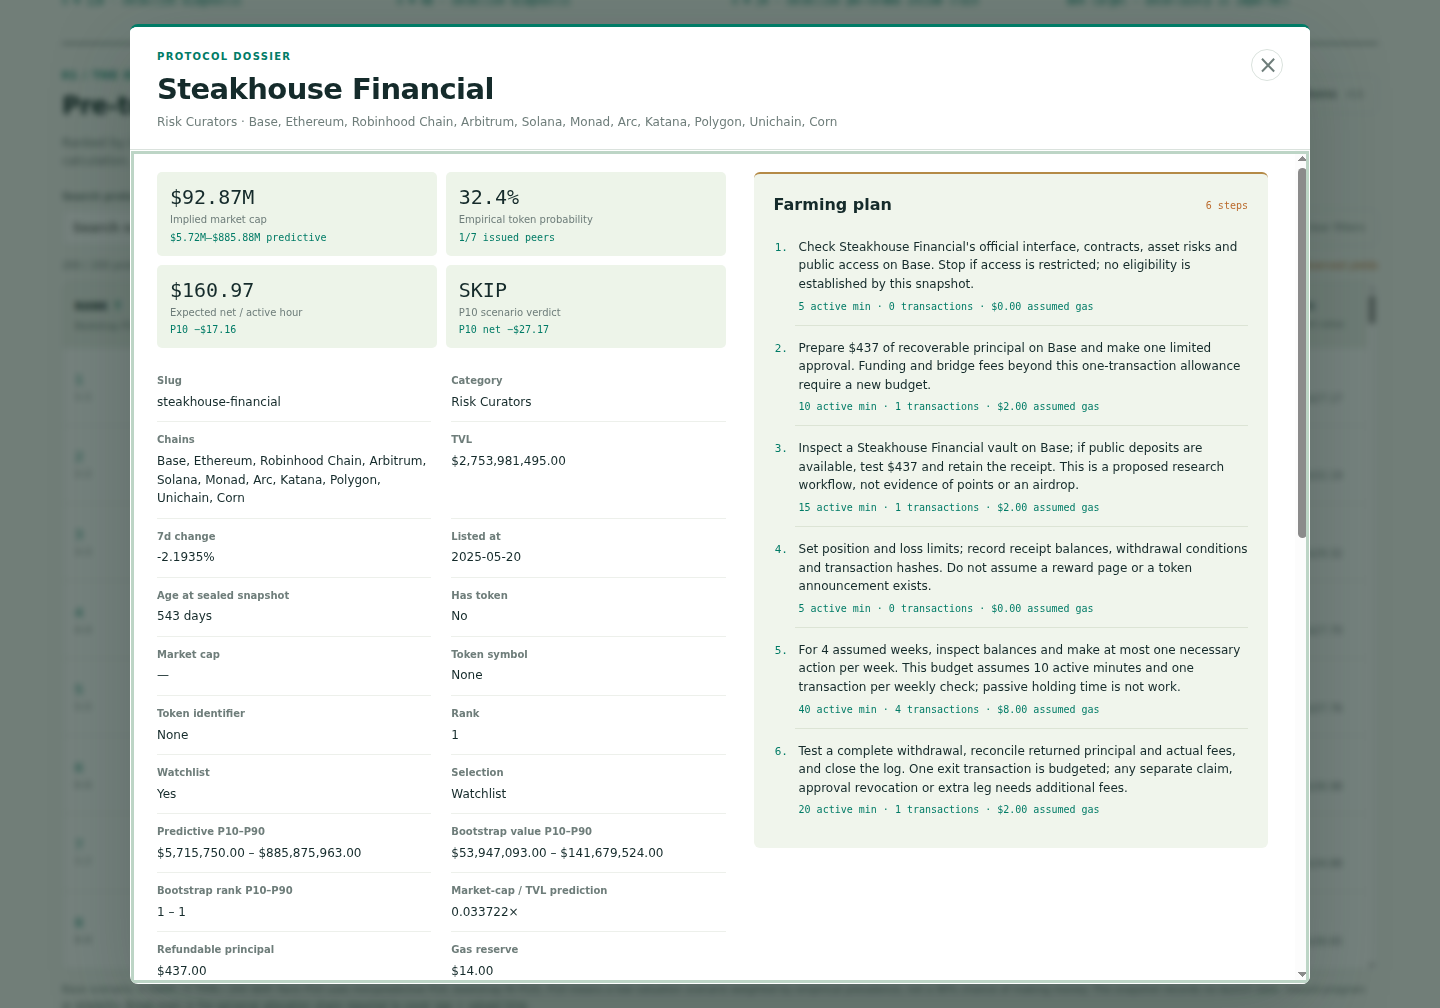 PROTOCOL DOSSIER
Steakhouse Financial
Risk Curators · Base, Ethereum, Robinhood Chain, Arbitrum, Solana, Monad, Arc, Katana, Polygon, Unichain, Corn
$92.87M
Implied market cap
$5.72M–$885.88M predictive
32.4%
Empirical token probability
1/7 issued peers
$160.97
Expected net / active hour
P10 −$17.16
SKIP
P10 scenario verdict
P10 net −$27.17
Slug
steakhouse-financial
Category
Risk Curators
Chains
Base, Ethereum, Robinhood Chain, Arbitrum,
Solana, Monad, Arc, Katana, Polygon,
Unichain, Corn
TVL
$2,753,981,495.00
7d change
-2.1935%
Listed at
2025-05-20
Age at sealed snapshot
543 days
Has token
No
Market cap
—
Token symbol
None
Token identifier
None
Rank
1
Watchlist
Yes
Selection
Watchlist
Predictive P10–P90
$5,715,750.00 – $885,875,963.00
Bootstrap value P10–P90
$53,947,093.00 – $141,679,524.00
Bootstrap rank P10–P90
1 – 1
Market-cap / TVL prediction
0.033722×
Refundable principal
$437.00
Gas reserve
$14.00
Farming plan
6 steps
1. Check Steakhouse Financial's official interface, contracts, asset risks and
public access on Base. Stop if access is restricted; no eligibility is
established by this snapshot.
5 active min · 0 transactions · $0.00 assumed gas
2. Prepare $437 of recoverable principal on Base and make one limited
approval. Funding and bridge fees beyond this one-transaction allowance
require a new budget.
10 active min · 1 transactions · $2.00 assumed gas
3. Inspect a Steakhouse Financial vault on Base; if public deposits are
available, test $437 and retain the receipt. This is a proposed research
workflow, not evidence of points or an airdrop.
15 active min · 1 transactions · $2.00 assumed gas
4. Set position and loss limits; record receipt balances, withdrawal conditions
and transaction hashes. Do not assume a reward page or a token
announcement exists.
5 active min · 0 transactions · $0.00 assumed gas
5. For 4 assumed weeks, inspect balances and make at most one necessary
action per week. This budget assumes 10 active minutes and one
transaction per weekly check; passive holding time is not work.
40 active min · 4 transactions · $8.00 assumed gas
6. Test a complete withdrawal, reconcile returned principal and actual fees,
and close the log. One exit transaction is budgeted; any separate claim,
approval revocation or extra leg needs additional fees.
20 active min · 1 transactions · $2.00 assumed gas